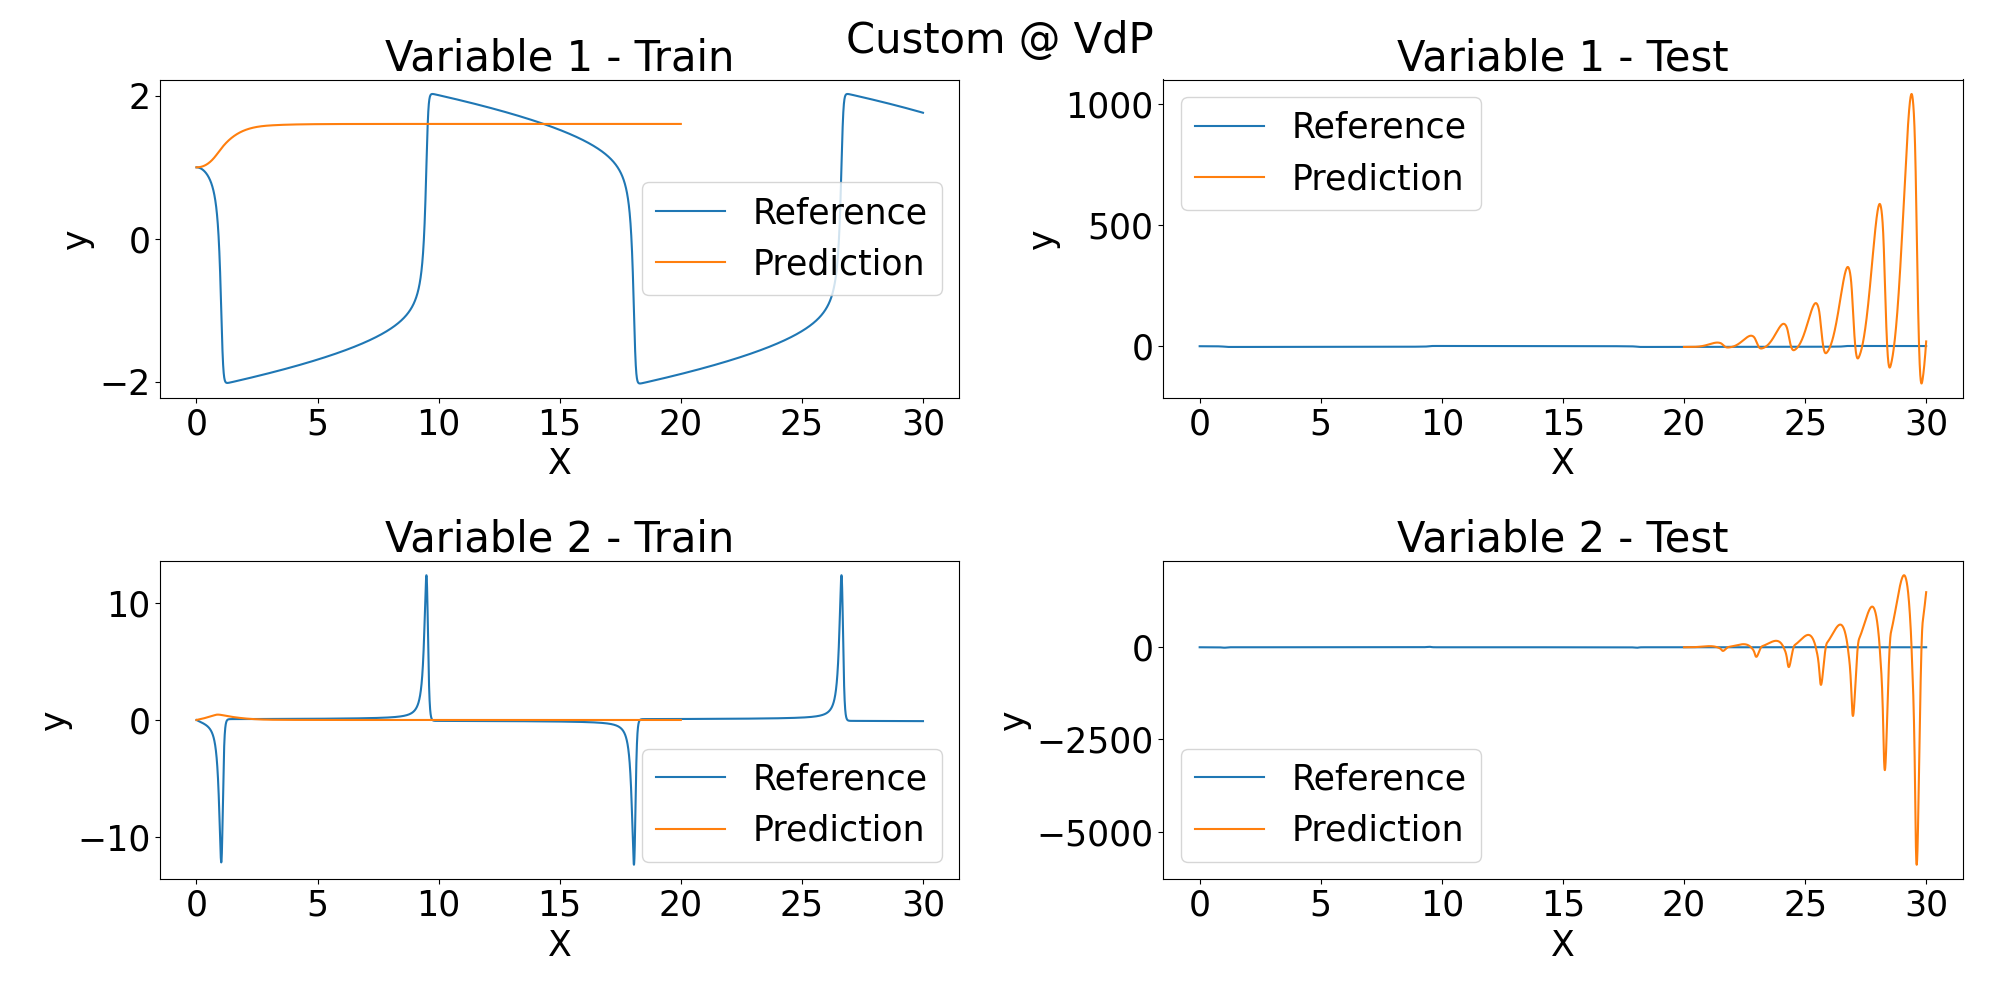 Custom @ VdP
Variable 1 - Train
2
0
−2
y
0 5 10 15 20 25 30
X
Reference
Prediction
Variable 1 - Test
1000
500
0
y
0 5 10 15 20 25 30
X
Reference
Prediction
Variable 2 - Train
10
0
−10
y
0 5 10 15 20 25 30
X
Reference
Prediction
Variable 2 - Test
0
−2500
−5000
y
0 5 10 15 20 25 30
X
Reference
Prediction